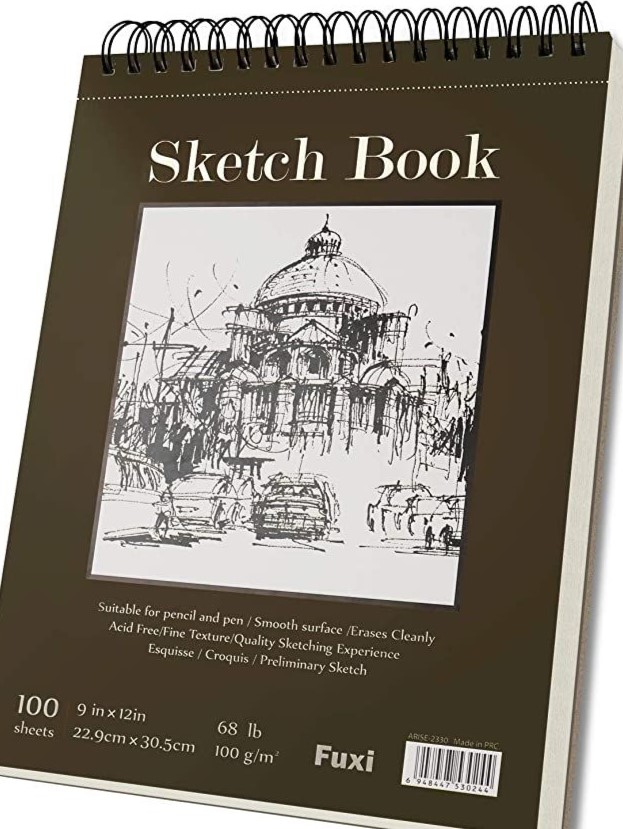 Sketch Book
Suitable for pencil and pen / Smooth surface /Erases Cleanly
Acid Free/Fine Texture/Quality Sketching Experience
Esquisse / Croquis / Preliminary Sketch
100
sheets
9 in x 12in
22.9cm x 30.5cm
68 lb
100 g/m²
Fuxi
ARISE-2330 Made in PRC
6 948447 530244